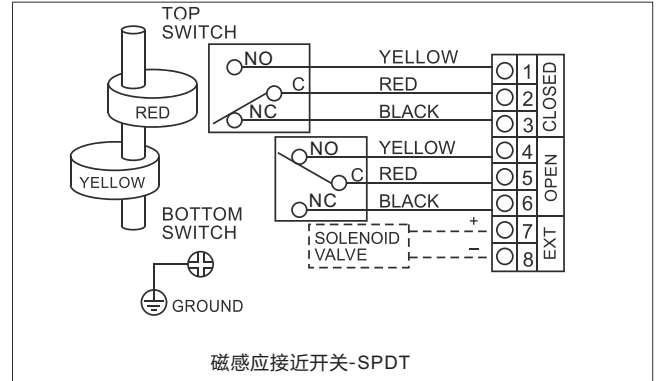 TOP
SWITCH
NO
YELLOW
1
C
RED
2
NC
BLACK
3
CLOSED
RED
NO
YELLOW
4
C
RED
5
NC
BLACK
6
OPEN
YELLOW
BOTTOM
SWITCH
SOLENOID
VALVE
+
7
−
8
EXT
GROUND
磁感应接近开关-SPDT